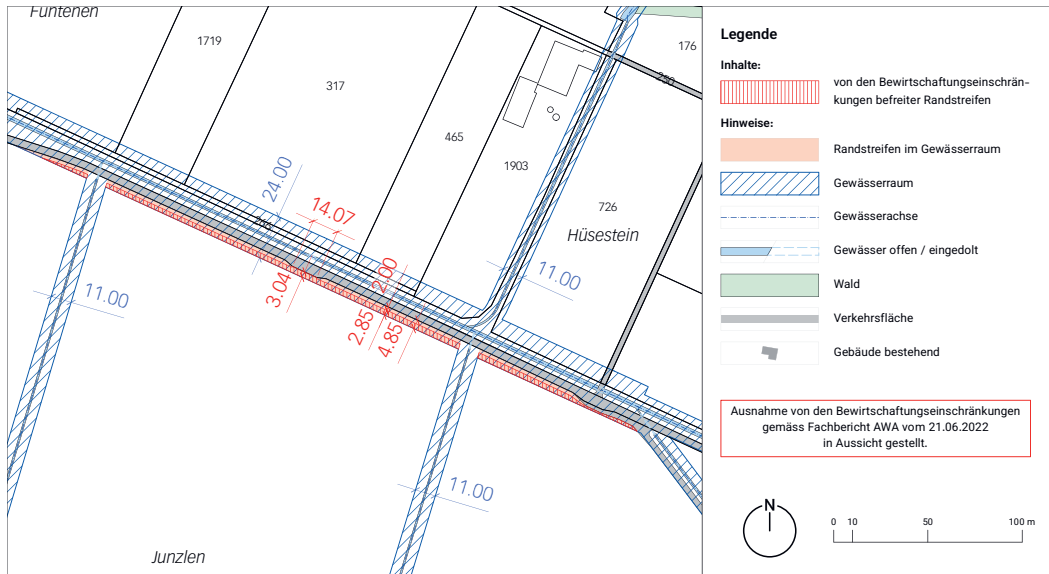 Funtenen
1719
317
465
1903
176
250
726
Hüsestein
24.00
14.07
3.04
2.00
2.85
4.85
11.00
11.00
11.00
Junzlen
Legende
Inhalte:
von den Bewirtschaftungseinschrän-
kungen befreiter Randstreifen
Hinweise:
Randstreifen im Gewässerraum
Gewässerraum
Gewässerachse
Gewässer offen / eingedolt
Wald
Verkehrsfläche
Gebäude bestehend
Ausnahme von den Bewirtschaftungseinschränkungen
gemäss Fachbericht AWA vom 21.06.2022
in Aussicht gestellt.
N
0 10 50 100 m